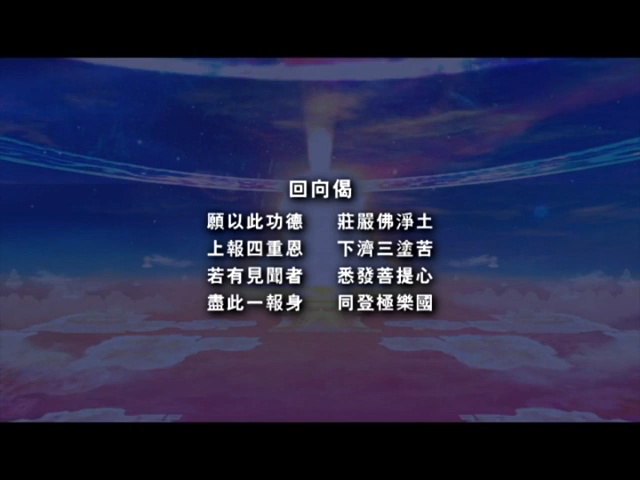 回向偈
願以此功德　莊嚴佛淨土
上報四重恩　下濟三塗苦
若有見聞者　悉發菩提心
盡此一報身　同登極樂國